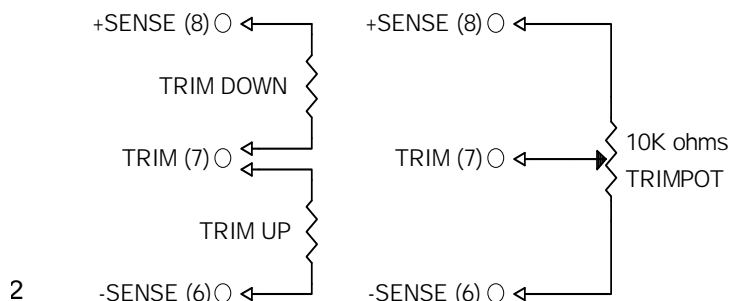 +SENSE (8)
TRIM DOWN
TRIM (7)
TRIM UP
-SENSE (6)
+SENSE (8)
TRIM (7)
10K ohms
TRIMPOT
-SENSE (6)
2